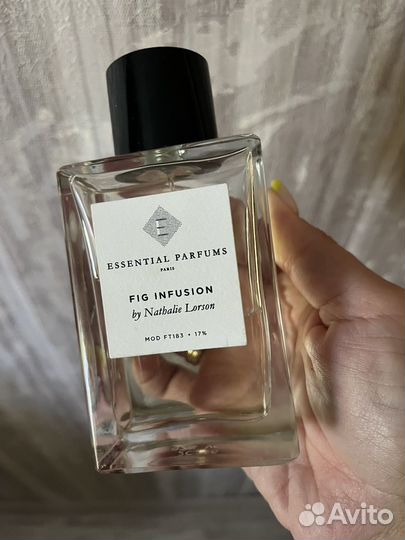 E
ESSENTIAL PARFUMS
PARIS
FIG INFUSION
by Nathalie Lorson
MOD FT183 • 17%
Avito